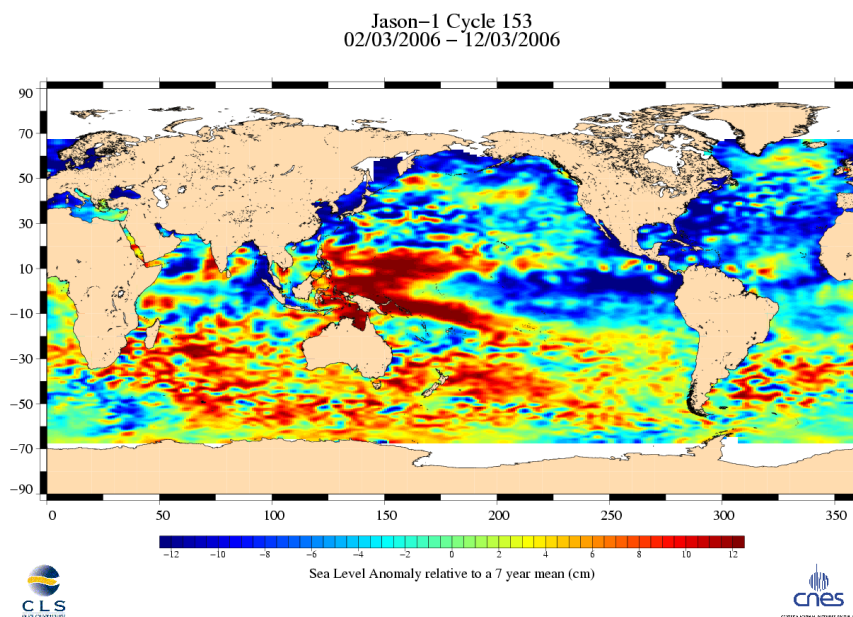 Jason-1 Cycle 153
02/03/2006 - 12/03/2006
90
70
50
30
10
-10
-30
-50
-70
-90
0 50 100 150 200 250 300 350
-12 -10 -8 -6 -4 -2 0 2 4 6 8 10 12
Sea Level Anomaly relative to a 7 year mean (cm)
CLS
cnes